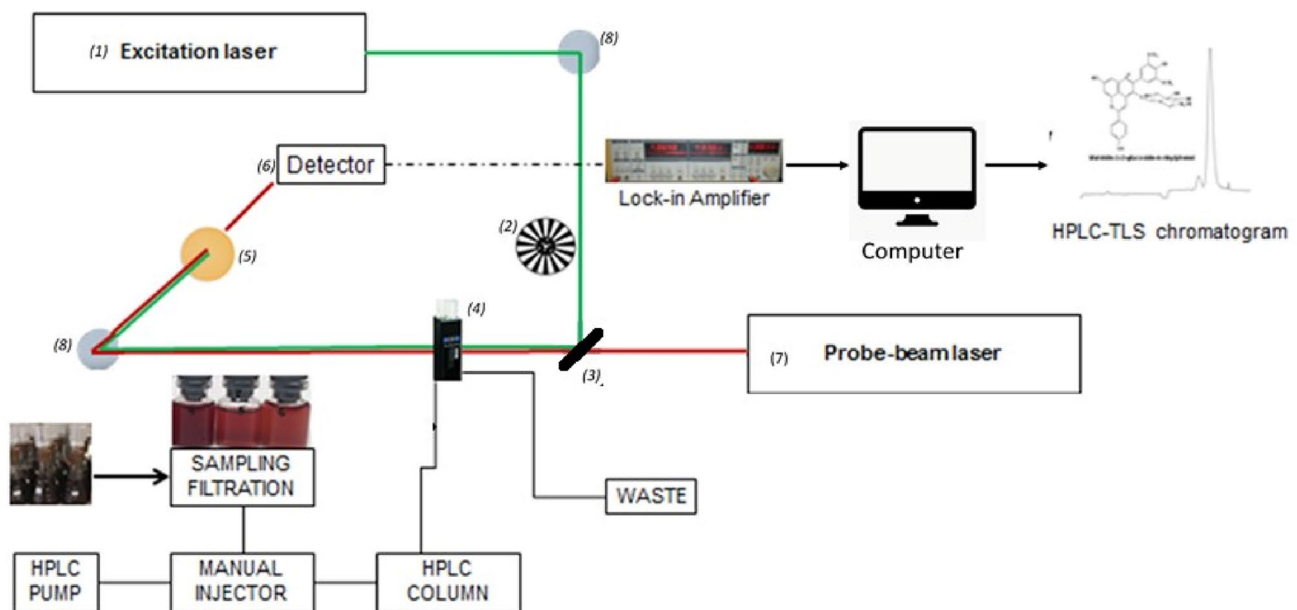 (1) Excitation laser
(8)
(6) Detector
Lock-in Amplifier
Computer
HPLC-TLS chromatogram
(2)
(5)
(4)
(8)
(3)
(7) Probe-beam laser
SAMPLING
FILTRATION
WASTE
HPLC
PUMP
MANUAL
INJECTOR
HPLC
COLUMN